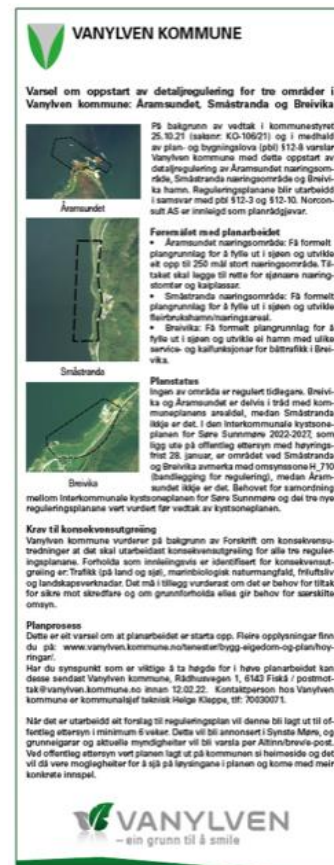 VANYLVEN KOMMUNE
Varsel om oppstart av detaljregulering for tre områder i
Vanylven kommune: Åramsundet, Småstranda og Breivika
På bakgrunn av vedtak i kommunestyret
25.10.21 (saksnr: KO-106/21) og i medhald
av plan- og bygningslova (pbl) §12-8 varslar
Vanylven kommune med dette oppstart av
detaljregulering av Åramsundet næringsom-
råde, Småstranda næringsområde og Breivi-
ka hamn. Reguleringsplanane blir utarbeidd
i samsvar med pbl §12-3 og §12-10. Norcon-
sult AS er innleigd som planrådgjevar.
Åramsundet
Føremålet med planarbeidet
• Åramsundet næringsområde: Få formelt
plangrunnlag for å fylle ut i sjøen og utvikle
eit opp til 250 mål stort næringsområde. Til-
taket skal legge til rette for sjønære næring-
stomter og kaiplassar.
• Småstranda næringsområde: Få formelt
plangrunnlag for å fylle ut i sjøen og utvikle
fleirbrukshamn/næringsareal.
• Breivika: Få formelt plangrunnlag for å
fylle ut i sjøen og utvikle ei hamn med ulike
service- og kaifunksjonar for båttrafikk i Brei-
vika.
Småstranda
Planstatus
Ingen av områda er regulert tidlegare. Breivi-
ka og Åramsundet er delvis i tråd med kom-
muneplanens arealdel, medan Småstranda
ikkje er det. I den Interkommunale kystsone-
planen for Søre Sunnmøre 2022-2027, som
ligg ute på offentleg ettersyn med høyrings-
frist 28. januar, er området ved Småstranda
og Breivika avmerka med omsynssone H_710
(bandlegging for regulering), medan Åram-
sundet ikkje er det. Behovet for samordning
Breivika
mellom Interkommunale kystsoneplanen for Søre Sunnmøre og dei tre nye
reguleringsplanane vert vurdert før vedtak av kystsoneplanen.
Krav til konsekvensutgreiing
Vanylven kommune vurderer på bakgrunn av Forskrift om konsekvensu-
tredninger at det skal utarbeidast konsekvensutgreiing for alle tre reguler-
ingsplanane. Forholda som innleiingsvis er identifisert for konsekvensut-
greiing er: Trafikk (på land og sjø), marinbiologisk naturmangfald, friluftsliv
og landskapsverknadar. Det må i tillegg vurderast om det er behov for tiltak
for sikre mot skredfare og om grunnforholda elles gir behov for særskilte
omsyn.
Planprosess
Dette er eit varsel om at planarbeidet er starta opp. Fleire opplysningar finn
du på: www.vanylven.kommune.no/tenester/bygg-eigedom-og-plan/hoy-
ringar/.
Har du synspunkt som er viktige å ta høgde for i høve planarbeidet kan
desse sendast Vanylven kommune, Rådhusvegen 1, 6143 Fiskå / postmot-
tak@vanylven.kommune.no innan 12.02.22. Kontaktperson hos Vanylven
kommune er kommunalsjef teknisk Helge Kleppe, tlf: 70030071.
Når det er utarbeidd eit forslag til reguleringsplan vil denne bli lagt ut til of-
fentleg ettersyn i minimum 6 veker. Dette vil bli annonsert i Synste Møre, og
grunneigarar og aktuelle myndigheiter vil bli varsla per Altinn/brev/e-post.
Ved offentleg ettersyn vert planen lagt ut på kommunen si heimeside og det
vil då vere moglegheiter for å sjå på løysingane i planen og kome med meir
konkrete innspel.
VANYLVEN
– ein grunn til å smile